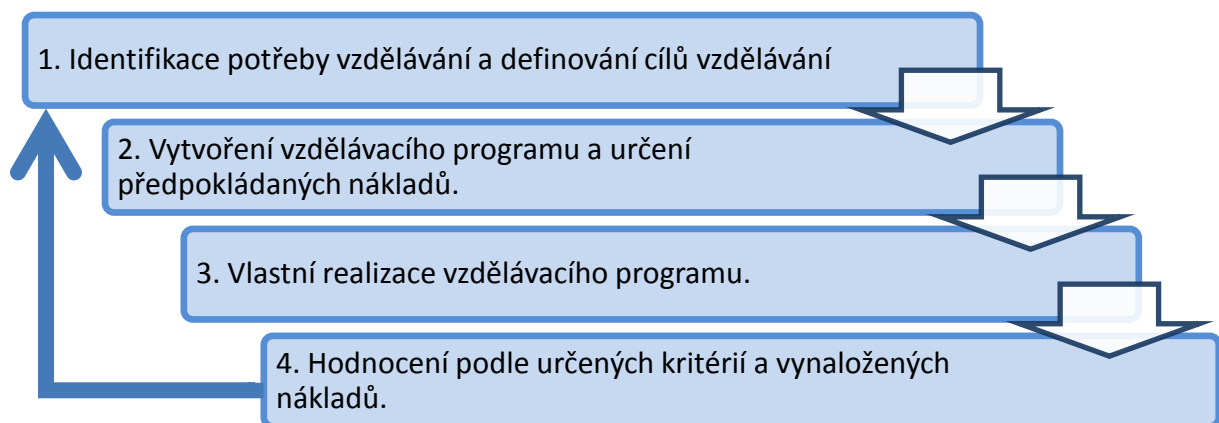 1. Identifikace potřeby vzdělávání a definování cílů vzdělávání
2. Vytvoření vzdělávacího programu a určení
předpokládaných nákladů.
3. Vlastní realizace vzdělávacího programu.
4. Hodnocení podle určených kritérií a vynaložených
nákladů.